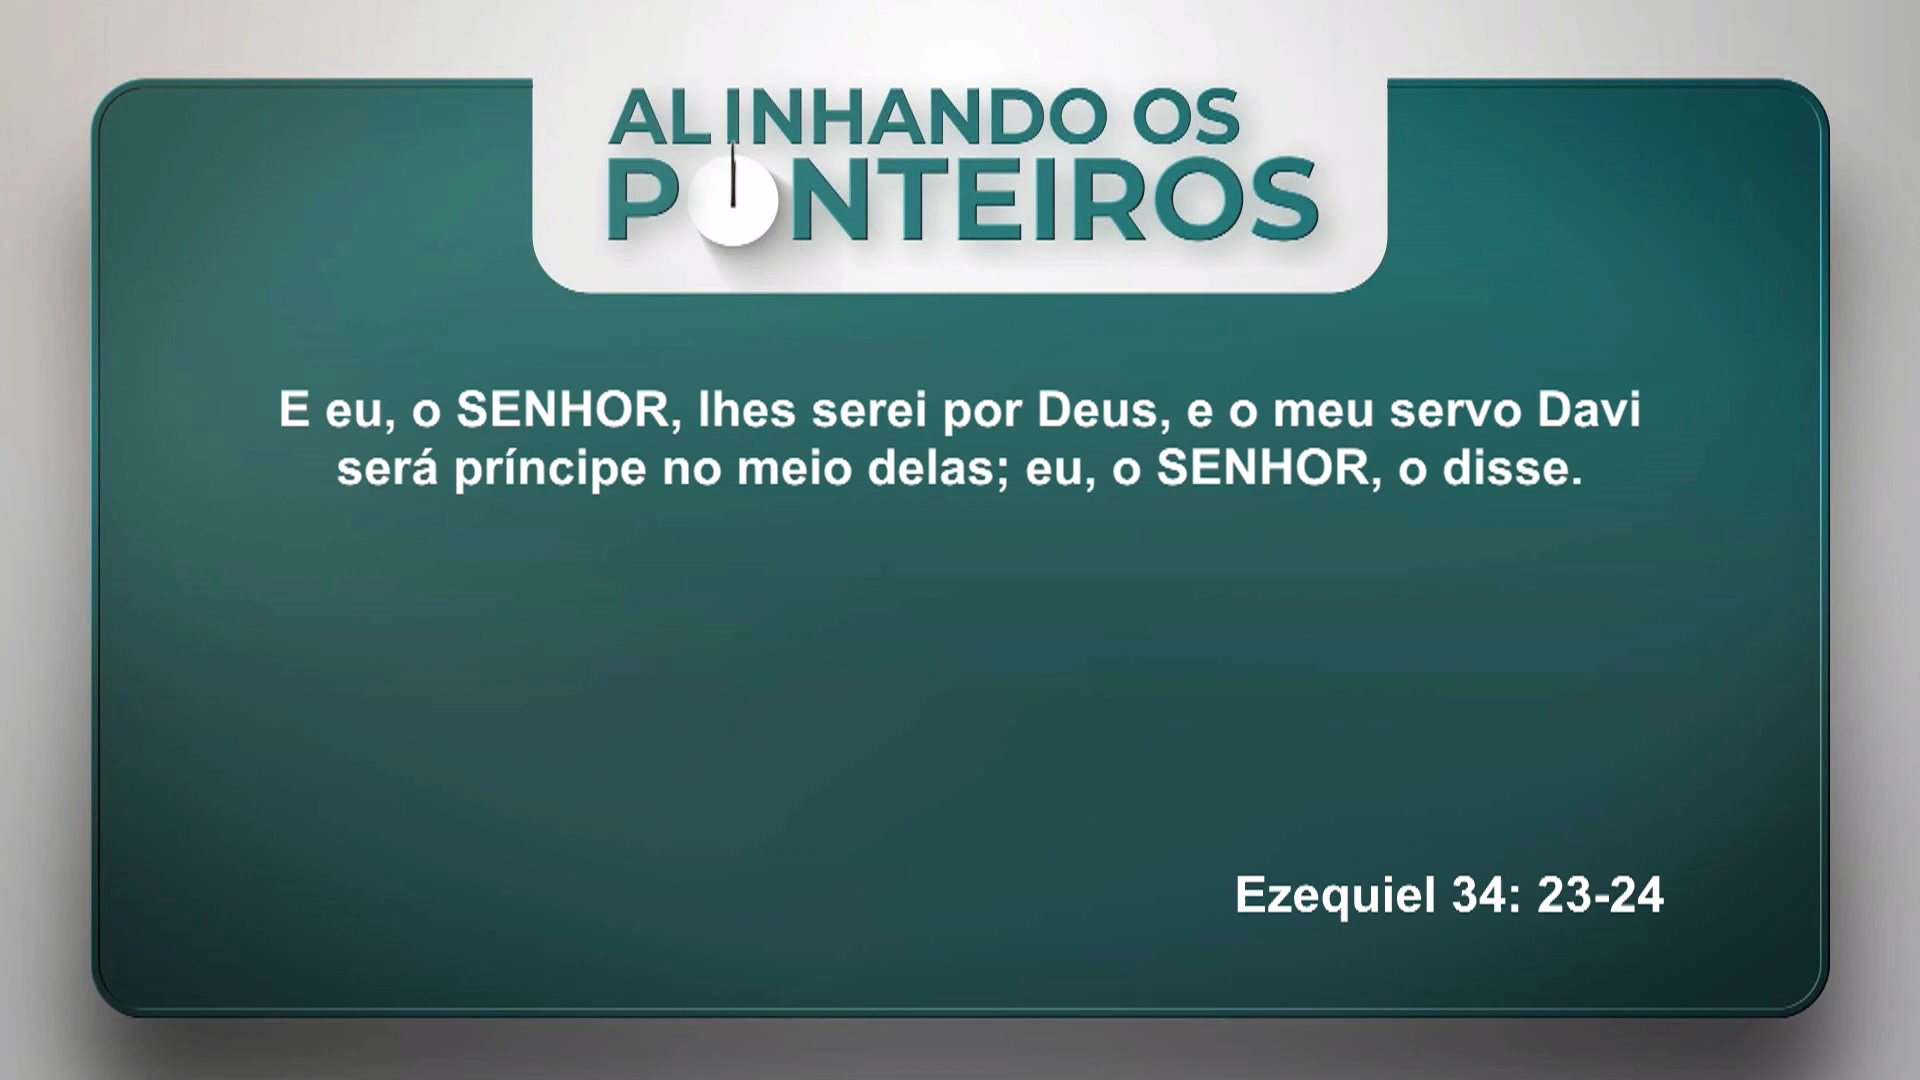 ALINHANDO OS
PONTEIROS
E eu, o SENHOR, lhes serei por Deus, e o meu servo Davi
será príncipe no meio delas; eu, o SENHOR, o disse.
Ezequiel 34: 23-24